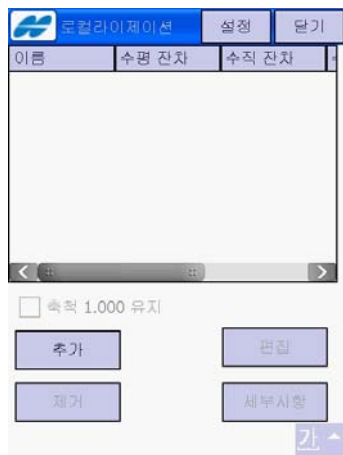 로컬라이제이션 설정 닫기
이름 수평 잔차 수직 잔차
축척 1.000 유지
추가 편집
제거 세부사항
가